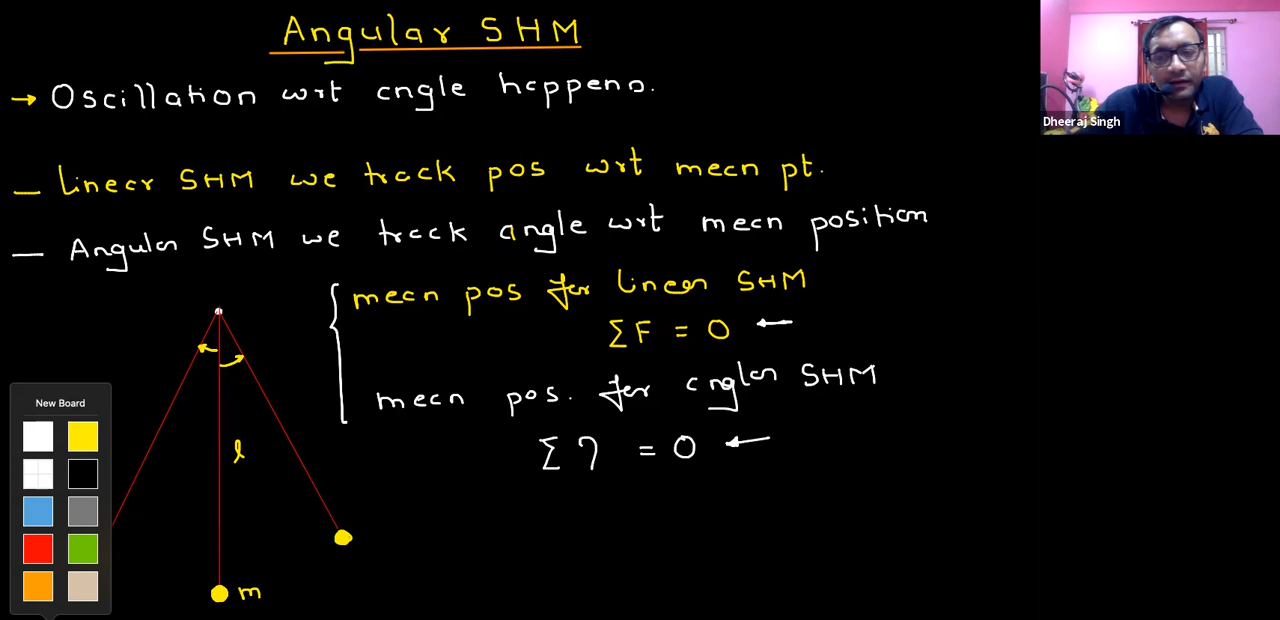 Angular SHM
→ Oscillation wrt angle happens.
— Linear SHM we track pos wrt mean pt.
— Angular SHM we track angle wrt mean position
mean pos for linear SHM
ΣF = 0 ←
mean pos. for angular SHM
Σ τ = 0 ←
l
m
New Board
Dheeraj Singh